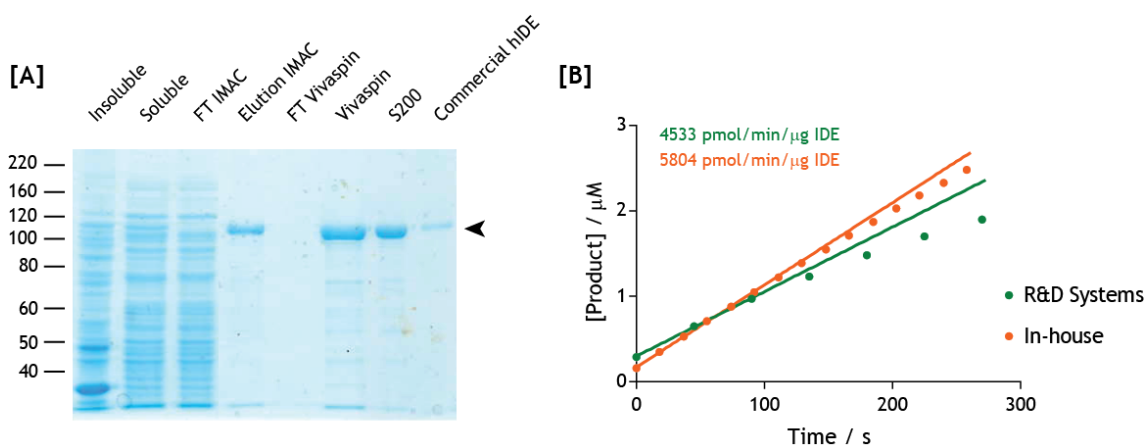 [A]
Insoluble
Soluble
FT IMAC
Elution IMAC
FT Vivaspin
Vivaspin
S200
Commercial hIDE
220
160
120
100
80
60
50
40
[B]
4533 pmol/min/μg IDE
5804 pmol/min/μg IDE
3
2
1
0
[Product] / μM
0 100 200 300
Time / s
R&D Systems
In-house